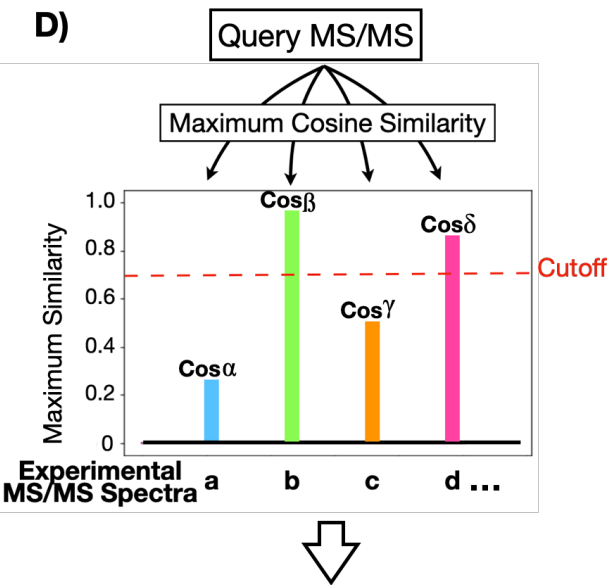 D)
Query MS/MS
Maximum Cosine Similarity
Maximum Similarity
1.0
0.8
0.6
0.4
0.2
0
Cosα
Cosβ
Cosγ
Cosδ
Cutoff
Experimental
MS/MS Spectra
a b c d ...